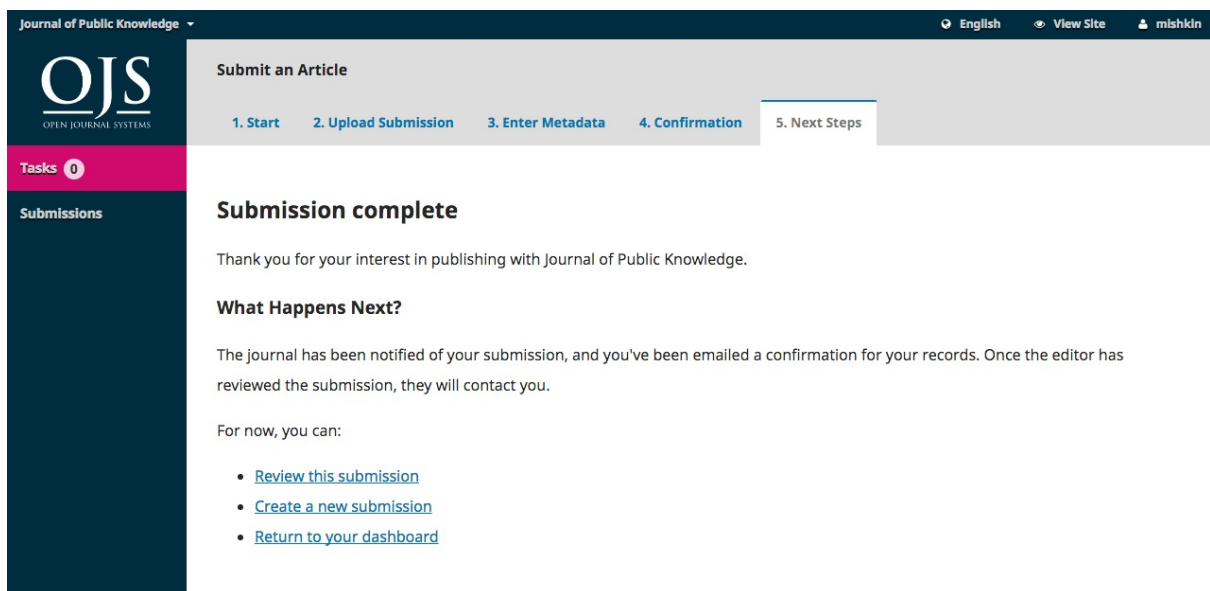 Journal of Public Knowledge
English
View Site
mishkin
OJS
OPEN JOURNAL SYSTEMS
Submit an Article
1. Start
2. Upload Submission
3. Enter Metadata
4. Confirmation
5. Next Steps
Tasks 0
Submissions
Submission complete
Thank you for your interest in publishing with Journal of Public Knowledge.
What Happens Next?
The journal has been notified of your submission, and you've been emailed a confirmation for your records. Once the editor has
reviewed the submission, they will contact you.
For now, you can:
• Review this submission
• Create a new submission
• Return to your dashboard